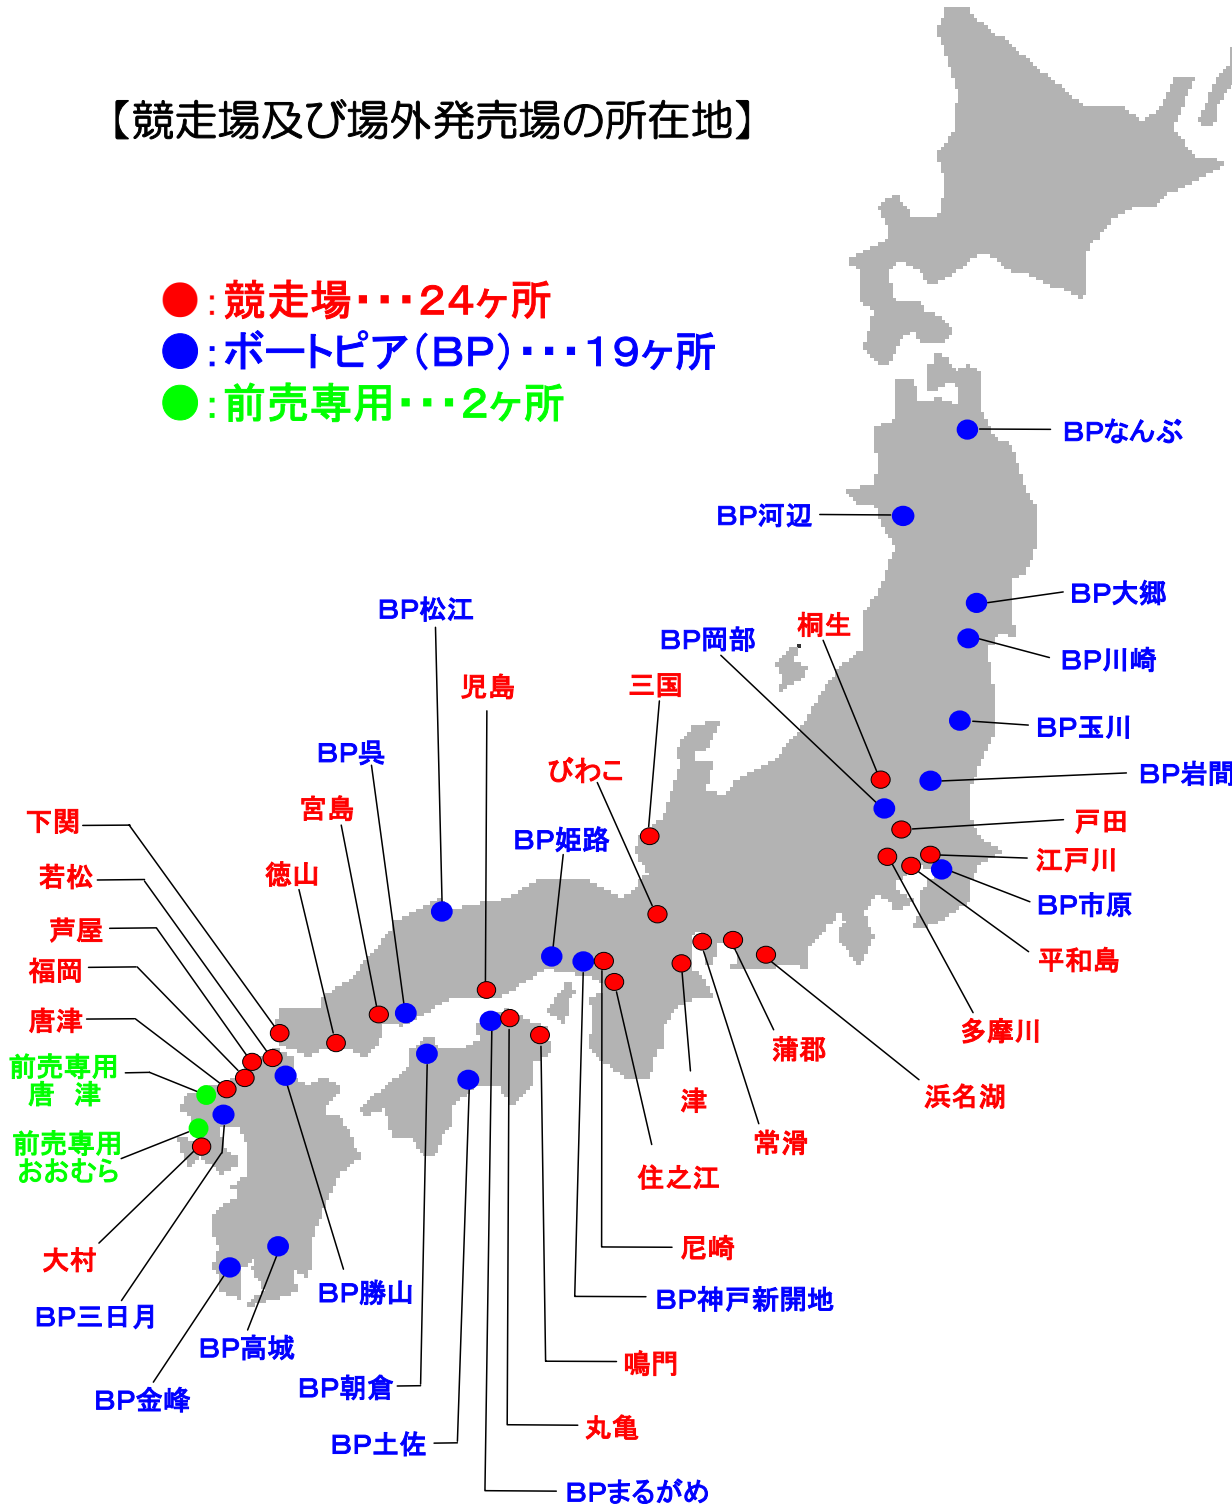 【競走場及び場外発売場の所在地】
●：競走場・・・24ヶ所
●：ボートピア（BP）・・・19ヶ所
●：前売専用・・・2ヶ所
BPなんぶ
BP河辺
BP大郷
BP松江
桐生
BP岡部
BP川崎
児島
三国
BP玉川
BP呉
びわこ
BP岩間
宮島
下関
戸田
BP姫路
江戸川
徳山
若松
BP市原
芦屋
平和島
福岡
唐津
多摩川
蒲郡
前売専用
唐　津
浜名湖
津
常滑
前売専用
おおむら
住之江
尼崎
大村
BP勝山
BP神戸新開地
BP三日月
BP高城
鳴門
BP朝倉
BP金峰
丸亀
BP土佐
BPまるがめ